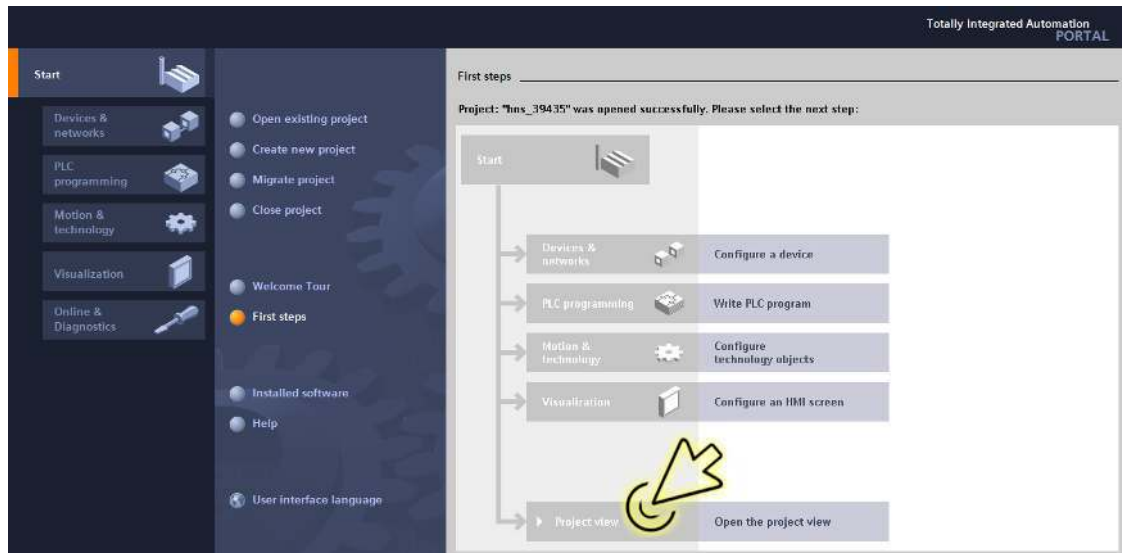 Totally Integrated Automation
PORTAL
Start
Devices &
networks
PLC
programming
Motion &
technology
Visualization
Online &
Diagnostics
Open existing project
Create new project
Migrate project
Close project
Welcome Tour
First steps
Installed software
Help
User interface language
First steps
Project: "hns_39435" was opened successfully. Please select the next step:
Start
Devices &
networks
Configure a device
PLC programming
Write PLC program
Motion &
technology
Configure
technology objects
Visualization
Configure an HMI screen
Project view
Open the project view